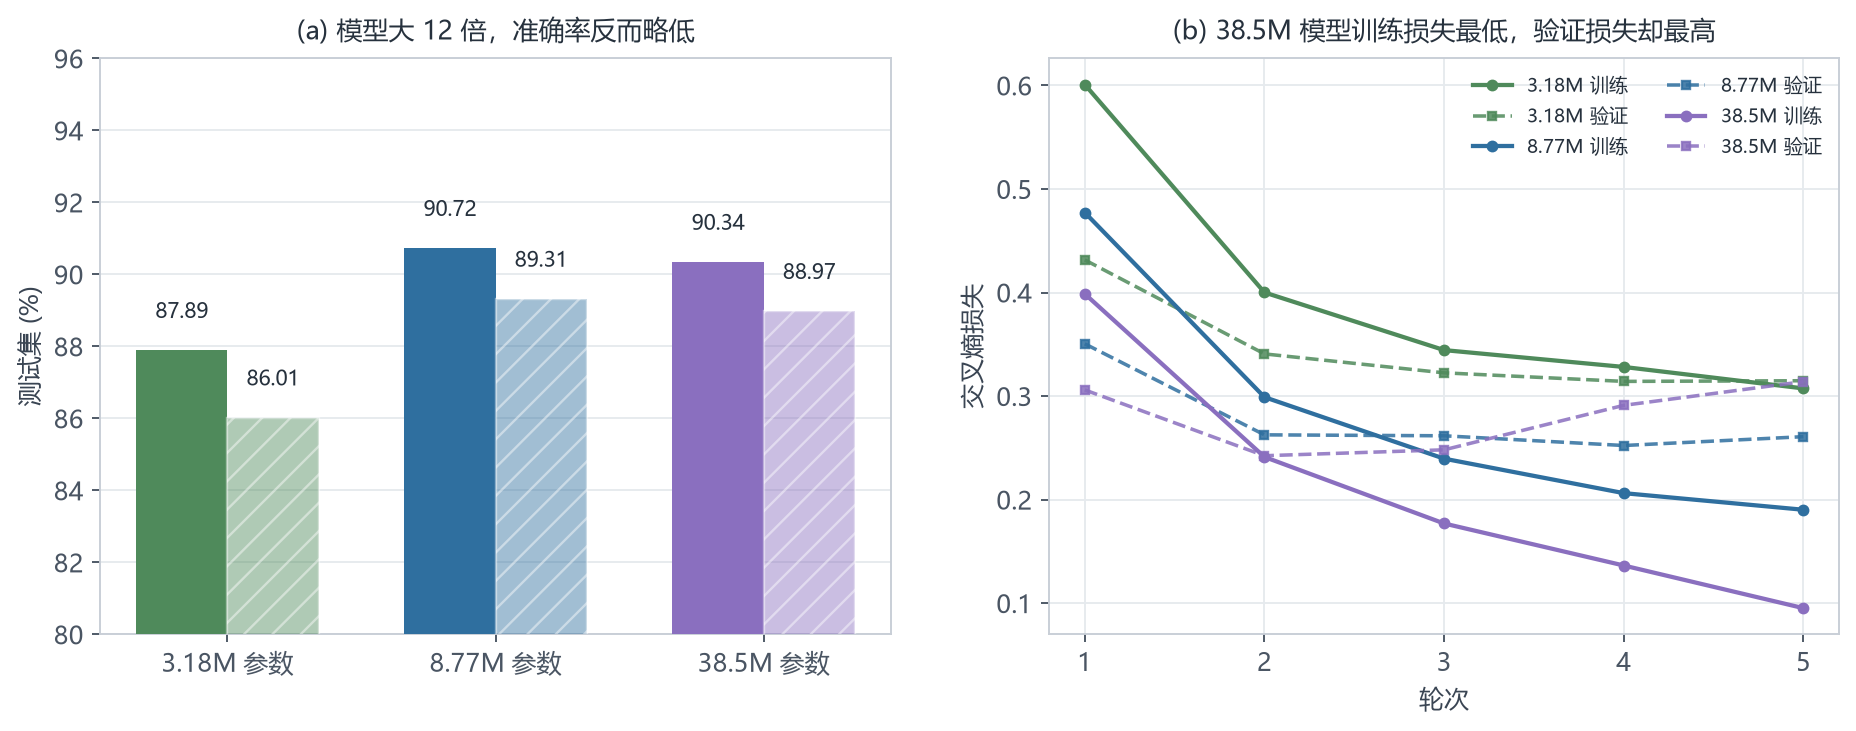 (a) 模型大 12 倍，准确率反而略低
96
94
92
90
88
86
84
82
80
测试集 (%)
87.89
86.01
90.72
89.31
90.34
88.97
3.18M 参数
8.77M 参数
38.5M 参数
(b) 38.5M 模型训练损失最低，验证损失却最高
0.6
0.5
0.4
0.3
0.2
0.1
交叉熵损失
3.18M 训练
3.18M 验证
8.77M 训练
8.77M 验证
38.5M 训练
38.5M 验证
1
2
3
4
5
轮次